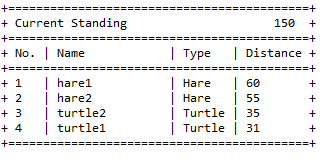 +=========================================+
+ Current Standing                  150   +
+=========================================+
+ No. | Name           | Type   | Distance +
+=========================================+
+ 1   | hare1          | Hare   | 60       +
+ 2   | hare2          | Hare   | 55       +
+ 3   | turtle2        | Turtle | 35       +
+ 4   | turtle1        | Turtle | 31       +
+=========================================+